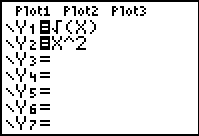 Plot1 Plot2 Plot3
\Y1=√(X)
\Y2=X^2
\Y3=
\Y4=
\Y5=
\Y6=
\Y7=